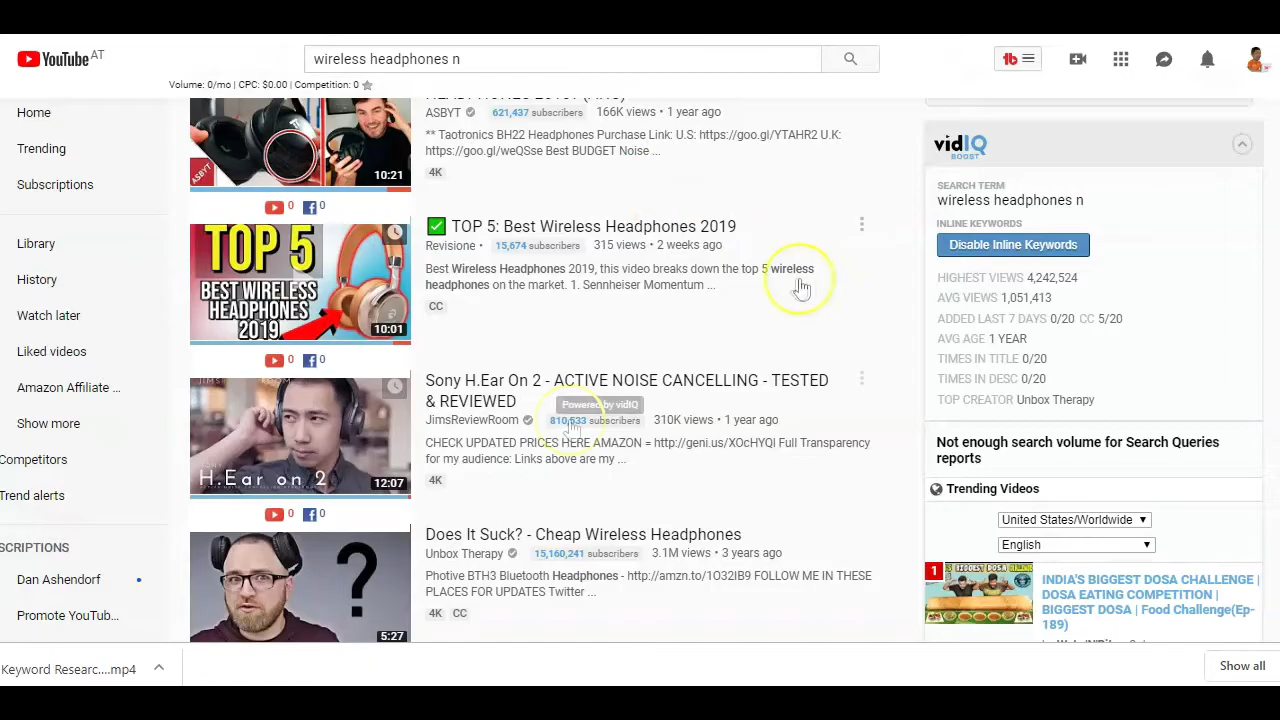 YouTube AT
wireless headphones n
Volume: 0/mo | CPC: $0.00 | Competition: 0
Home
Trending
Subscriptions
Library
History
Watch later
Liked videos
Amazon Affiliate ...
Show more
Competitors
Trend alerts
SCRIPTIONS
Dan Ashendorf
Promote YouTub...
ASBYT 621,437 subscribers 166K views • 1 year ago
** Taotronics BH22 Headphones Purchase Link: U.S: https://goo.gl/YTAHR2 U.K:
https://goo.gl/weQSse Best BUDGET Noise ...
4K
ASBYT
10:21
0 0
TOP 5: Best Wireless Headphones 2019
Revisione • 15,674 subscribers 315 views • 2 weeks ago
Best Wireless Headphones 2019, this video breaks down the top 5 wireless
headphones on the market. 1. Sennheiser Momentum ...
CC
TOP 5
BEST WIRELESS
HEADPHONES
2019
10:01
0 0
Sony H.Ear On 2 - ACTIVE NOISE CANCELLING - TESTED
& REVIEWED
Powered by vidIQ
JimsReviewRoom 810,533 subscribers 310K views • 1 year ago
CHECK UPDATED PRICES HERE AMAZON = http://geni.us/X0cHYQI Full Transparency
for my audience: Links above are my ...
4K
H.Ear on 2
12:07
0 0
Does It Suck? - Cheap Wireless Headphones
Unbox Therapy 15,160,241 subscribers 3.1M views • 3 years ago
Photive BTH3 Bluetooth Headphones - http://amzn.to/1O32IB9 FOLLOW ME IN THESE
PLACES FOR UPDATES Twitter ...
4K CC
?
5:27
vidIQ
BOOST
SEARCH TERM
wireless headphones n
INLINE KEYWORDS
Disable Inline Keywords
HIGHEST VIEWS 4,242,524
AVG VIEWS 1,051,413
ADDED LAST 7 DAYS 0/20 CC 5/20
AVG AGE 1 YEAR
TIMES IN TITLE 0/20
TIMES IN DESC 0/20
TOP CREATOR Unbox Therapy
Not enough search volume for Search Queries
reports
Trending Videos
United States/Worldwide
English
1
INDIA'S BIGGEST DOSA CHALLENGE |
DOSA EATING COMPETITION |
BIGGEST DOSA | Food Challenge(Ep-
189)
Keyword Researc....mp4
Show all